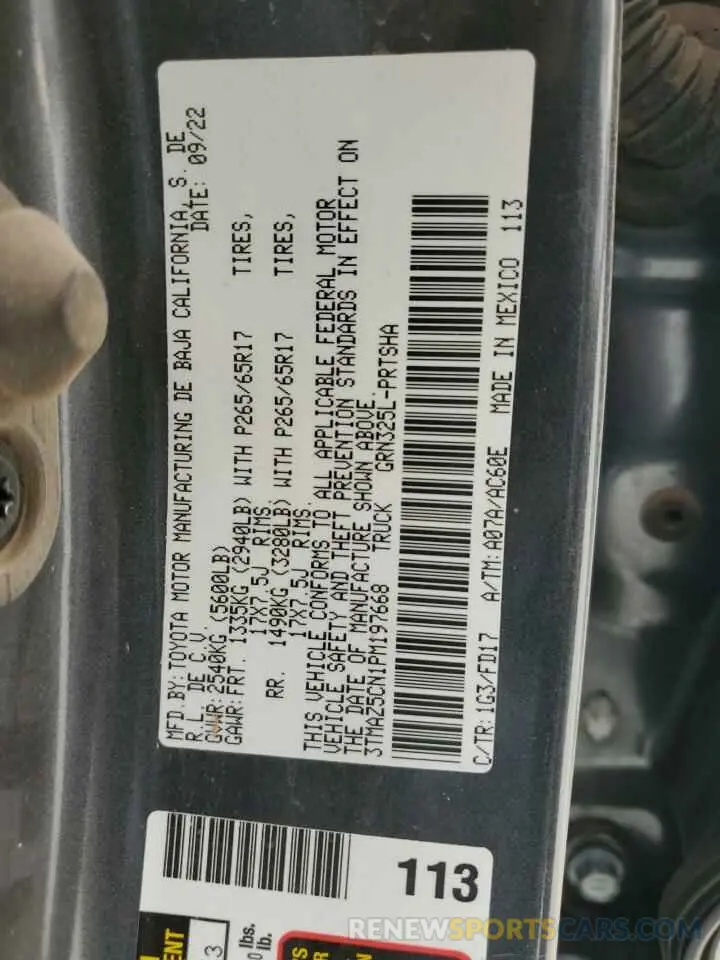 MFD.BY:TOYOTA MOTOR MANUFACTURING DE BAJA CALIFORNIA, S. DE
R.L. DE C.V. DATE: 09/22
GVWR:2540KG (5600LB)
GAWR:FRT. 1335KG (2940LB) WITH P265/65R17 TIRES,
17X7.5J RIMS
RR. 1490KG (3280LB) WITH P265/65R17 TIRES,
17X7.5J RIMS.
THIS VEHICLE CONFORMS TO ALL APPLICABLE FEDERAL MOTOR
VEHICLE SAFETY AND THEFT PREVENTION STANDARDS IN EFFECT ON
THE DATE OF MANUFACTURE SHOWN ABOVE.
3TMAZ5CN1PM197668 TRUCK GRN325L-PRTSHA
C/TR:1G3/FD17 A/TM:A07A/AC60E MADE IN MEXICO 113
113
3
lbs.
lb.
RENEWSPORTSCARS.COM